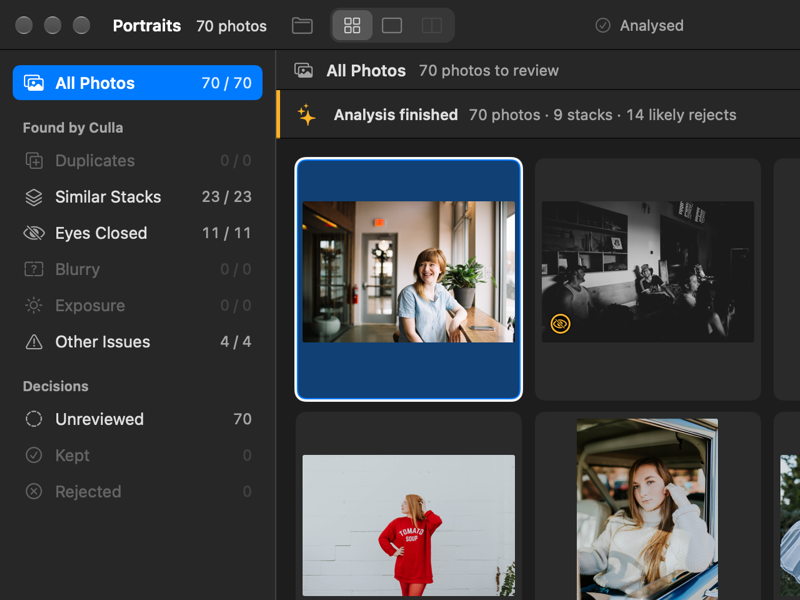 Portraits 70 photos
Analysed
All Photos 70 / 70
Found by Culla
Duplicates 0 / 0
Similar Stacks 23 / 23
Eyes Closed 11 / 11
Blurry 0 / 0
Exposure 0 / 0
Other Issues 4 / 4
Decisions
Unreviewed 70
Kept 0
Rejected 0
All Photos 70 photos to review
Analysis finished 70 photos · 9 stacks · 14 likely rejects
TOMATO
SOUP